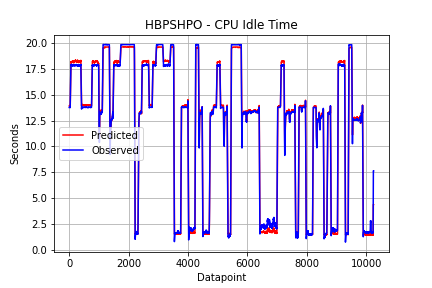 HBPSHPO - CPU Idle Time
20.0
17.5
15.0
12.5
10.0
7.5
5.0
2.5
0.0
Seconds
Predicted
Observed
0 2000 4000 6000 8000 10000
Datapoint